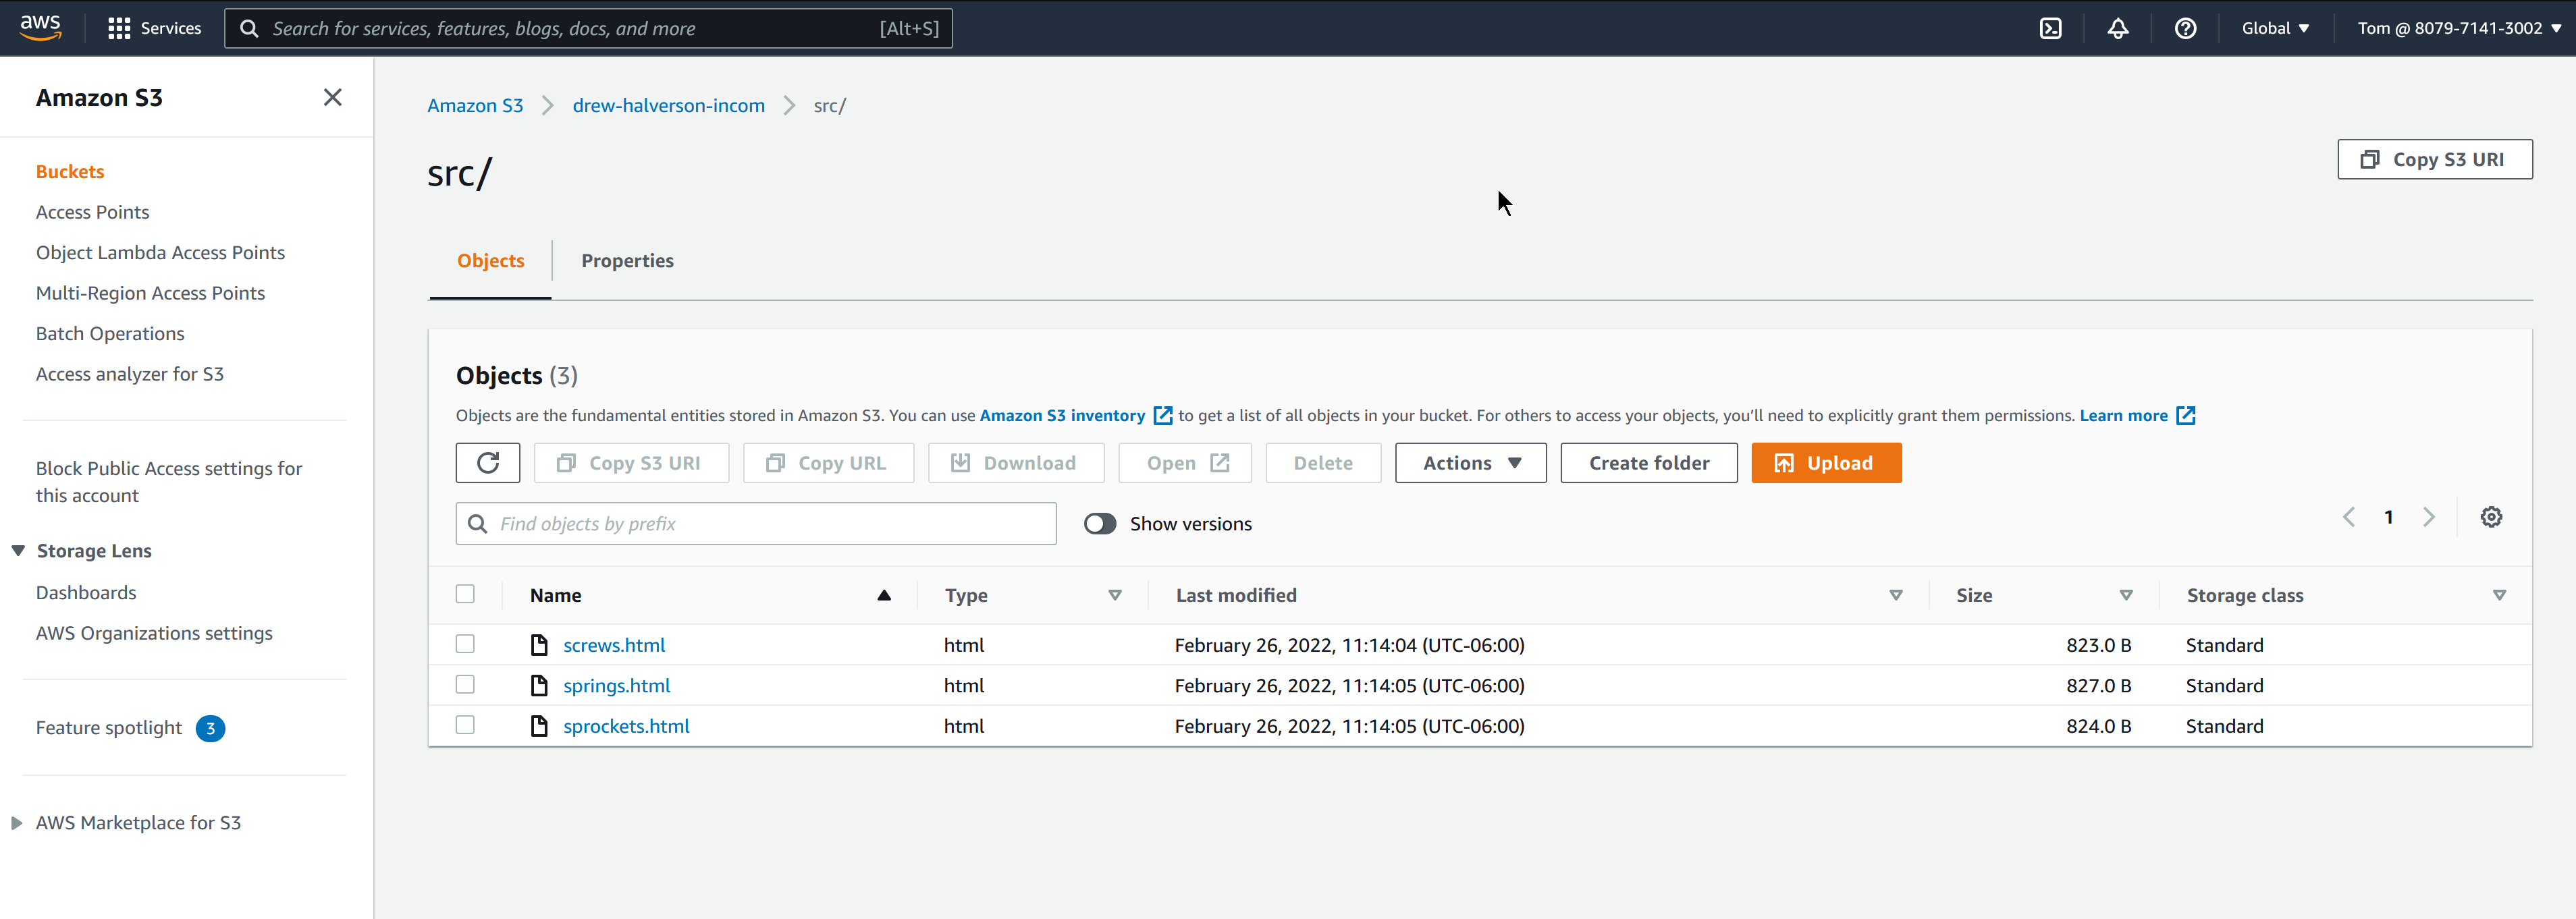 aws
Services
Search for services, features, blogs, docs, and more [Alt+S]
Global
Tom @ 8079-7141-3002
Amazon S3
Buckets
Access Points
Object Lambda Access Points
Multi-Region Access Points
Batch Operations
Access analyzer for S3
Block Public Access settings for
this account
Storage Lens
Dashboards
AWS Organizations settings
Feature spotlight 3
AWS Marketplace for S3
Amazon S3 drew-halverson-incom src/
src/
Copy S3 URI
Objects Properties
Objects (3)
Objects are the fundamental entities stored in Amazon S3. You can use Amazon S3 inventory to get a list of all objects in your bucket. For others to access your objects, you'll need to explicitly grant them permissions. Learn more
Copy S3 URI Copy URL Download Open Delete Actions Create folder Upload
Find objects by prefix Show versions 1
Name Type Last modified Size Storage class
screws.html html February 26, 2022, 11:14:04 (UTC-06:00) 823.0 B Standard
springs.html html February 26, 2022, 11:14:05 (UTC-06:00) 827.0 B Standard
sprockets.html html February 26, 2022, 11:14:05 (UTC-06:00) 824.0 B Standard